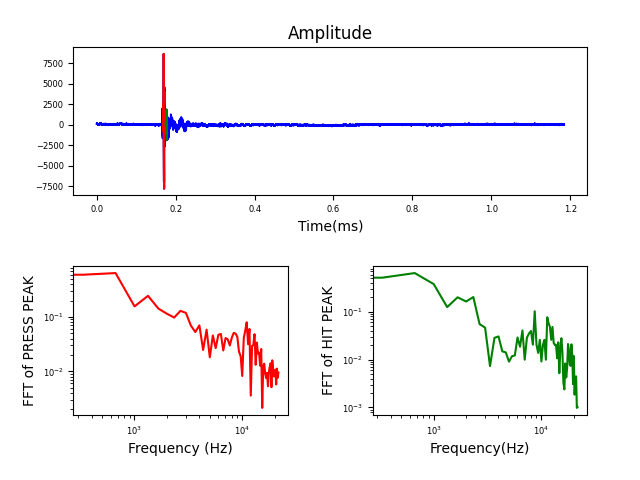 Amplitude
7500
5000
2500
0
−2500
−5000
−7500
0.0 0.2 0.4 0.6 0.8 1.0 1.2
Time(ms)
FFT of PRESS PEAK
10⁻¹
10⁻²
10³ 10⁴
Frequency (Hz)
FFT of HIT PEAK
10⁻¹
10⁻²
10⁻³
10³ 10⁴
Frequency(Hz)